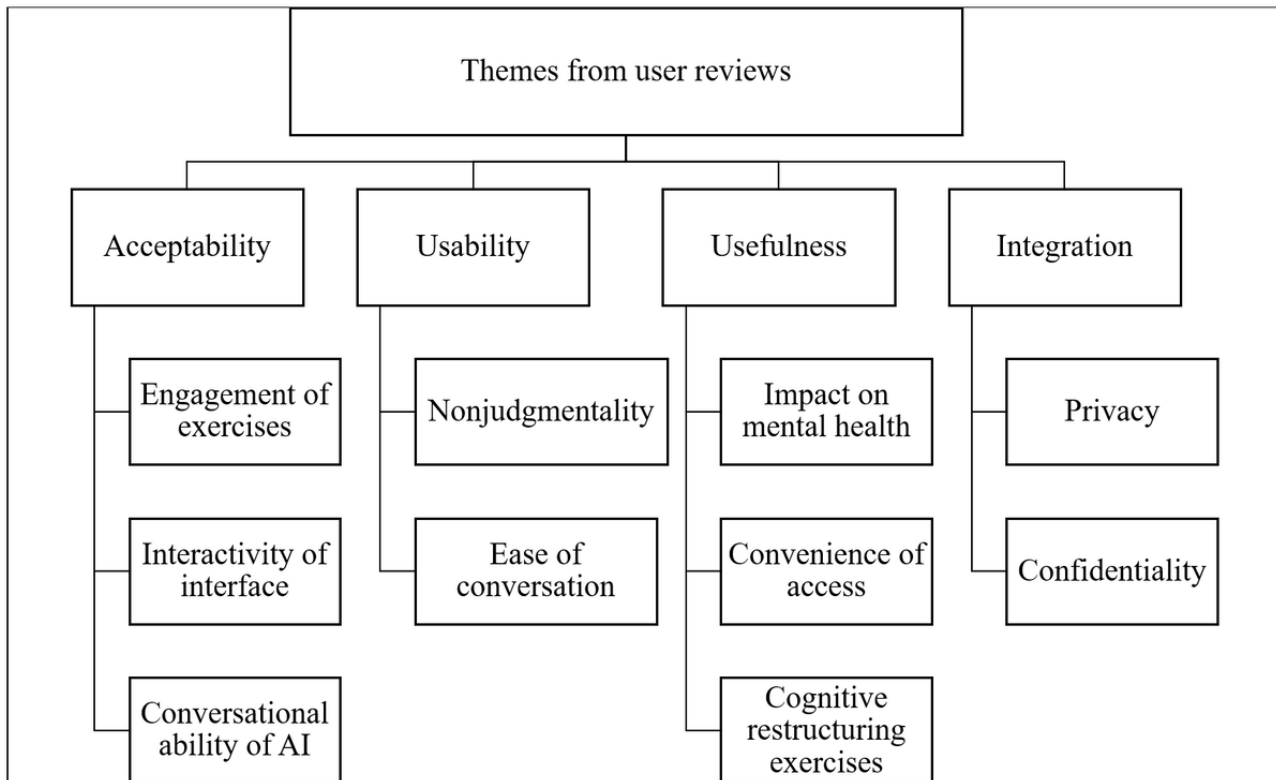 Themes from user reviews
Acceptability
Usability
Usefulness
Integration
Engagement of
exercises
Nonjudgmentality
Impact on
mental health
Privacy
Interactivity of
interface
Ease of
conversation
Convenience of
access
Confidentiality
Conversational
ability of AI
Cognitive
restructuring
exercises